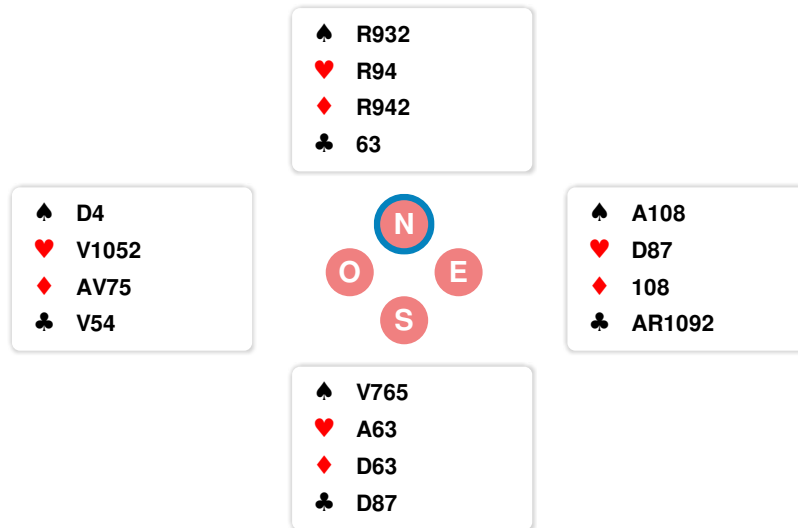 ♠ R932
♥ R94
♦ R942
♣ 63
♠ D4
♥ V1052
♦ AV75
♣ V54
N
O E
S
♠ A108
♥ D87
♦ 108
♣ AR1092
♠ V765
♥ A63
♦ D63
♣ D87